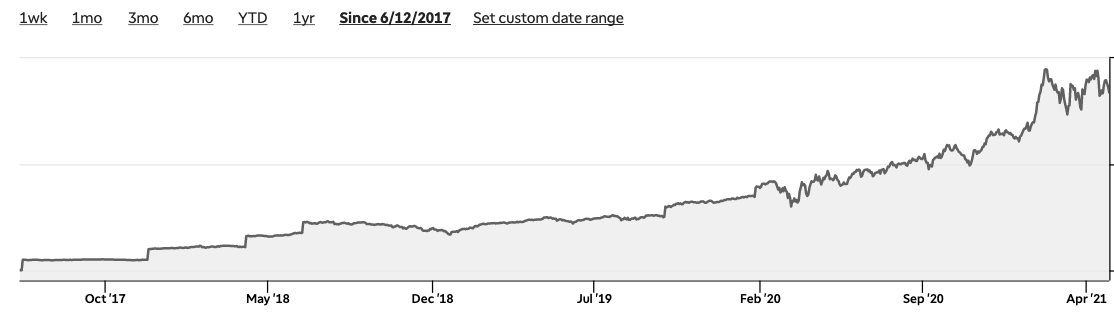 1wk 1mo 3mo 6mo YTD 1yr Since 6/12/2017 Set custom date range
Oct '17 May '18 Dec '18 Jul '19 Feb '20 Sep '20 Apr '21